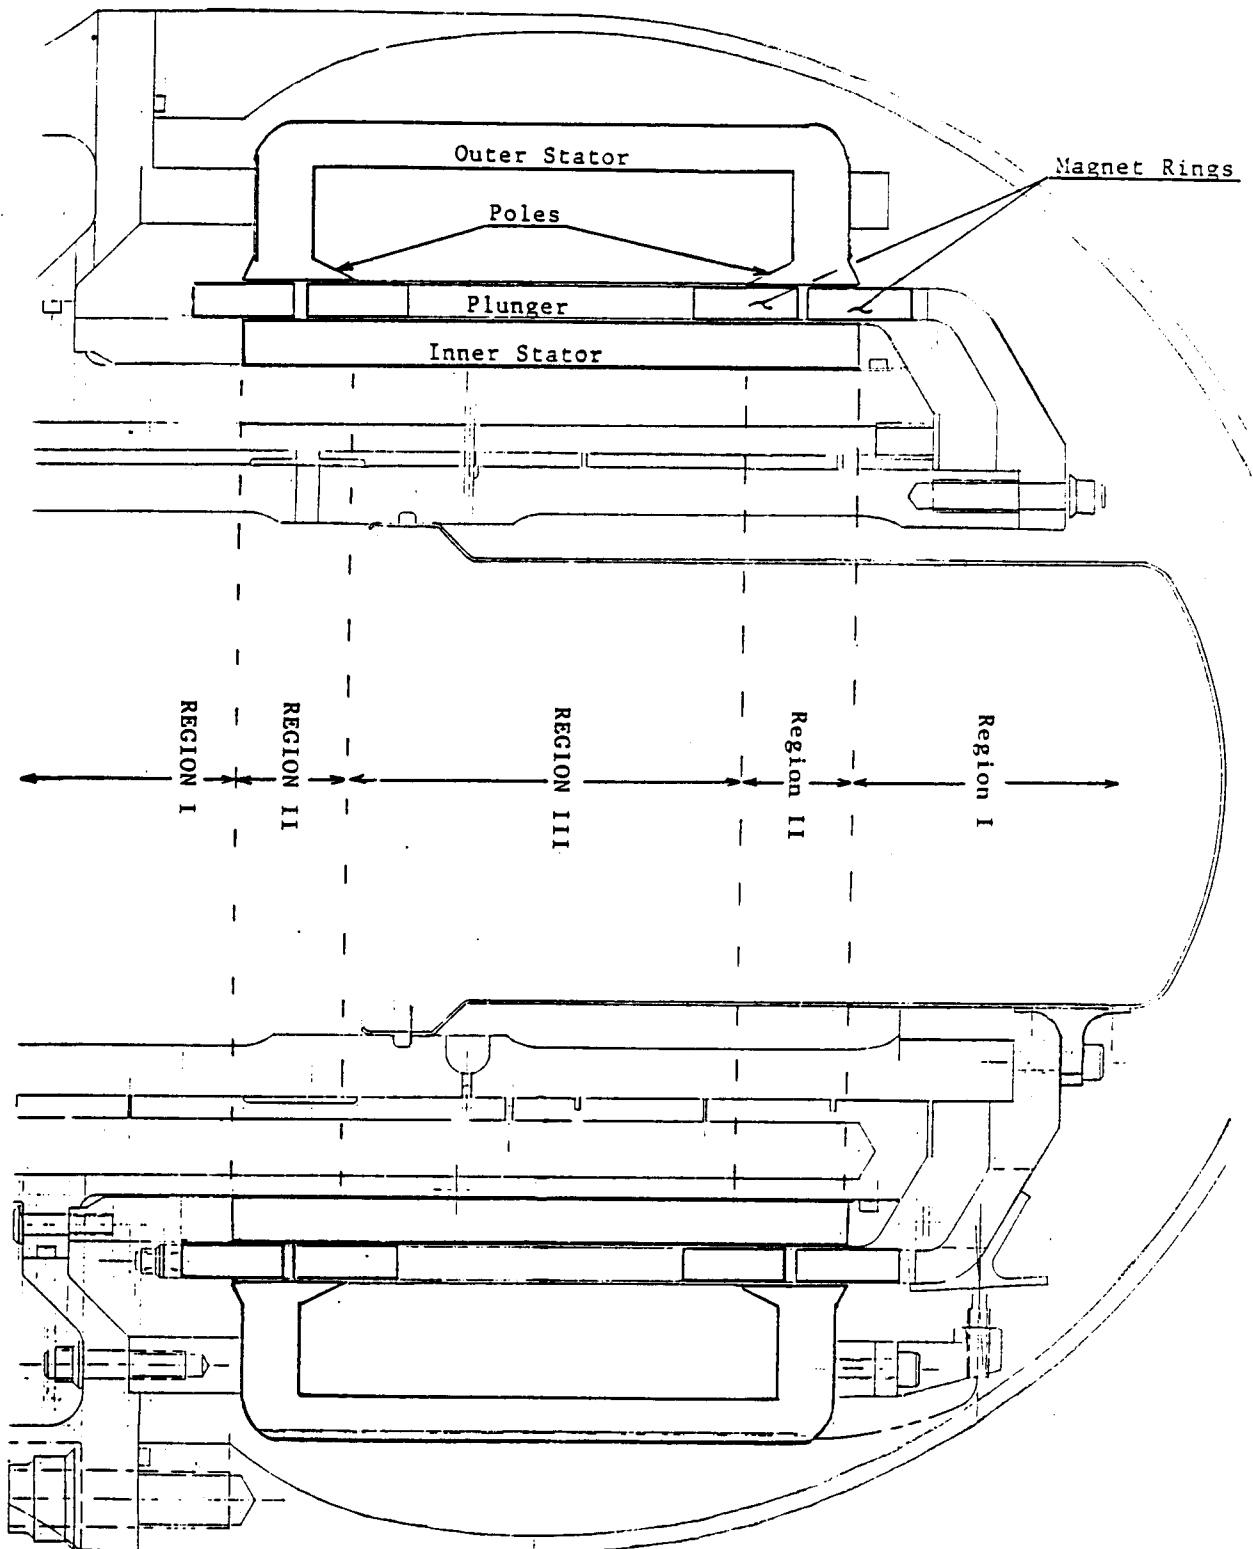 Outer Stator
Magnet Rings
Poles
Plunger
Inner Stator
REGION I
REGION II
REGION III
Region II
Region I